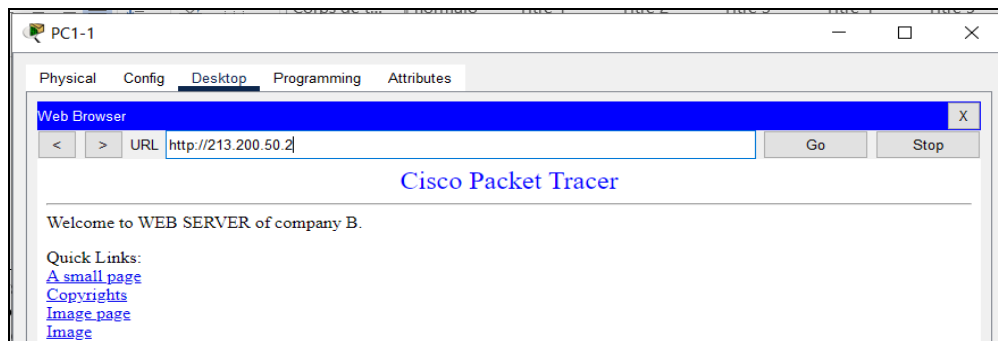 PC1-1
Physical Config Desktop Programming Attributes
Web Browser X
< > URL http://213.200.50.2 Go Stop
Cisco Packet Tracer
Welcome to WEB SERVER of company B.
Quick Links:
A small page
Copyrights
Image page
Image